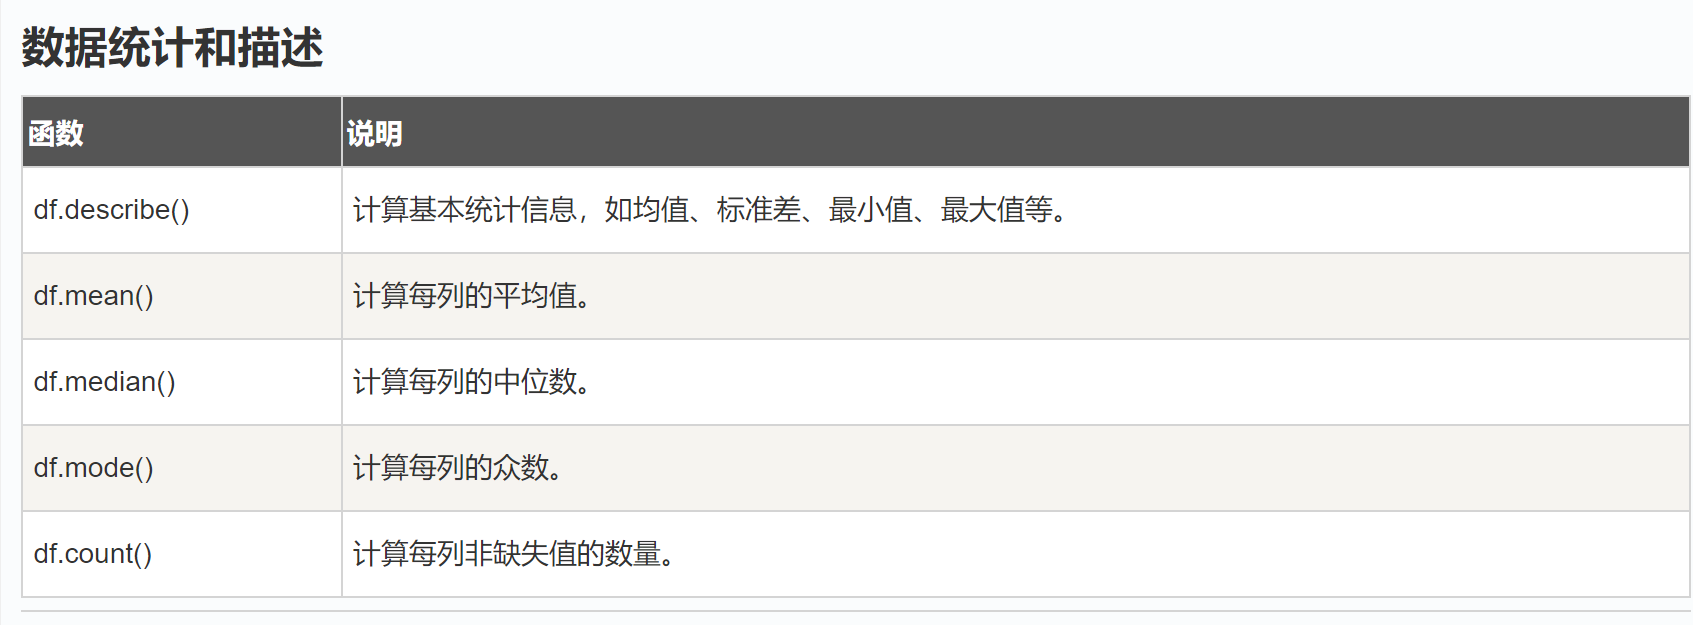 数据统计和描述
函数 说明
df.describe() 计算基本统计信息，如均值、标准差、最小值、最大值等。
df.mean() 计算每列的平均值。
df.median() 计算每列的中位数。
df.mode() 计算每列的众数。
df.count() 计算每列非缺失值的数量。